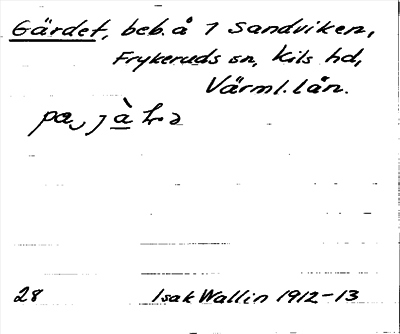 Gärdet, beb. å 7 Sandviken,
Frykeruds sn, Kils hd,
Värml. län.
28 Isak Wallin 1912-13